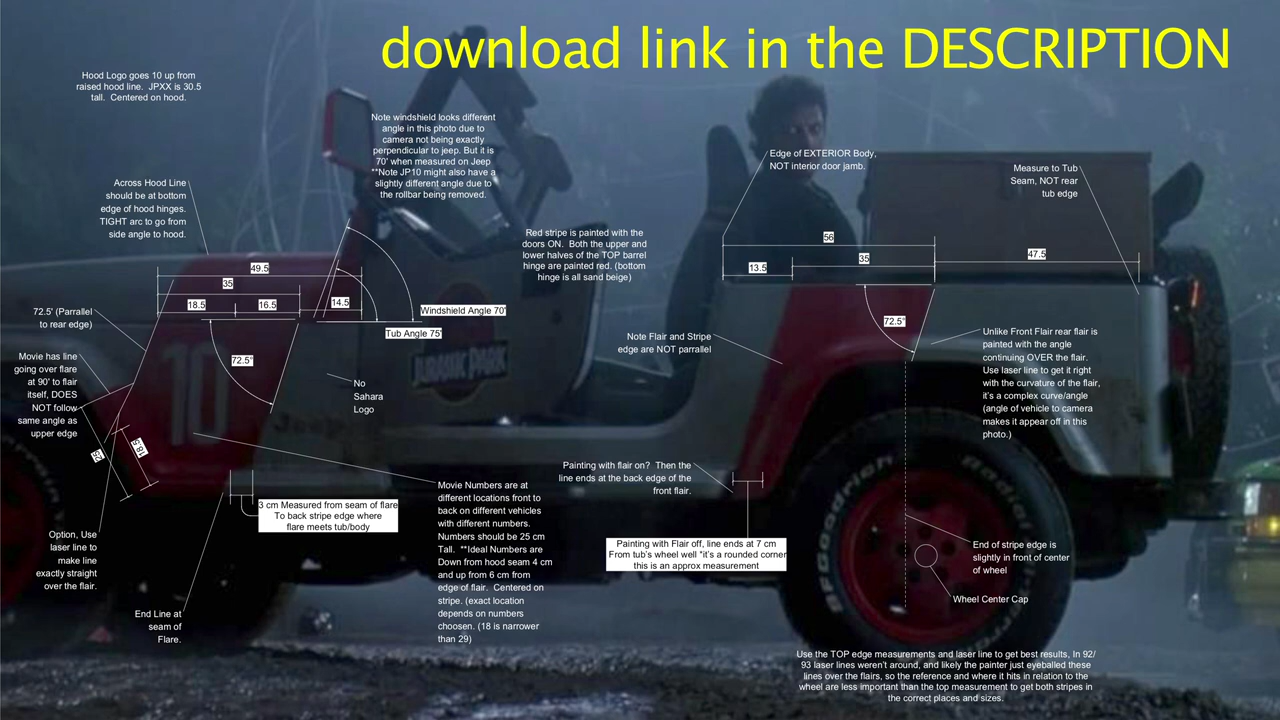 download link in the DESCRIPTION
Hood Logo goes 10 up from
raised hood line. JPXX is 30.5
tall. Centered on hood.
Note windshield looks different
angle in this photo due to
camera not being exactly
perpendicular to jeep. But it is
70' when measured on Jeep
**Note JP10 might also have a
slightly different angle due to
the rollbar being removed.
Edge of EXTERIOR Body,
NOT interior door jamb.
Measure to Tub
Seam, NOT rear
tub edge
Across Hood Line
should be at bottom
edge of hood hinges.
TIGHT arc to go from
side angle to hood.
Red stripe is painted with the
doors ON. Both the upper and
lower halves of the TOP barrel
hinge are painted red. (bottom
hinge is all sand beige)
56
35
13.5
47.5
49.5
35
18.5
16.5
14.5
Windshield Angle 70'
Tub Angle 75'
72.5°
72.5°
72.5' (Parrallel
to rear edge)
Movie has line
going over flare
at 90' to flair
itself, DOES
NOT follow
same angle as
upper edge
Note Flair and Stripe
edge are NOT parrallel
Unlike Front Flair rear flair is
painted with the angle
continuing OVER the flair.
Use laser line to get it right
with the curvature of the flair,
it's a complex curve/angle
(angle of vehicle to camera
makes it appear off in this
photo.)
No
Sahara
Logo
JURASSIC PARK
10
18.5
Painting with flair on? Then the
line ends at the back edge of the
front flair.
Movie Numbers are at
different locations front to
back on different vehicles
with different numbers.
Numbers should be 25 cm
Tall. **Ideal Numbers are
Down from hood seam 4 cm
and up from 6 cm from
edge of flair. Centered on
stripe. (exact location
depends on numbers
choosen. (18 is narrower
than 29)
3 cm Measured from seam of flare
To back stripe edge where
flare meets tub/body
Painting with Flair off, line ends at 7 cm
From tub's wheel well *it's a rounded corner
this is an approx measurement
Option, Use
laser line to
make line
exactly straight
over the flair.
End Line at
seam of
Flare.
End of stripe edge is
slightly in front of center
of wheel
Wheel Center Cap
BFGoodrich
Radial
Use the TOP edge measurements and laser line to get best results, In 92/
93 laser lines weren't around, and likely the painter just eyeballed these
lines over the flairs, so the reference and where it hits in relation to the
wheel are less important than the top measurement to get both stripes in
the correct places and sizes.